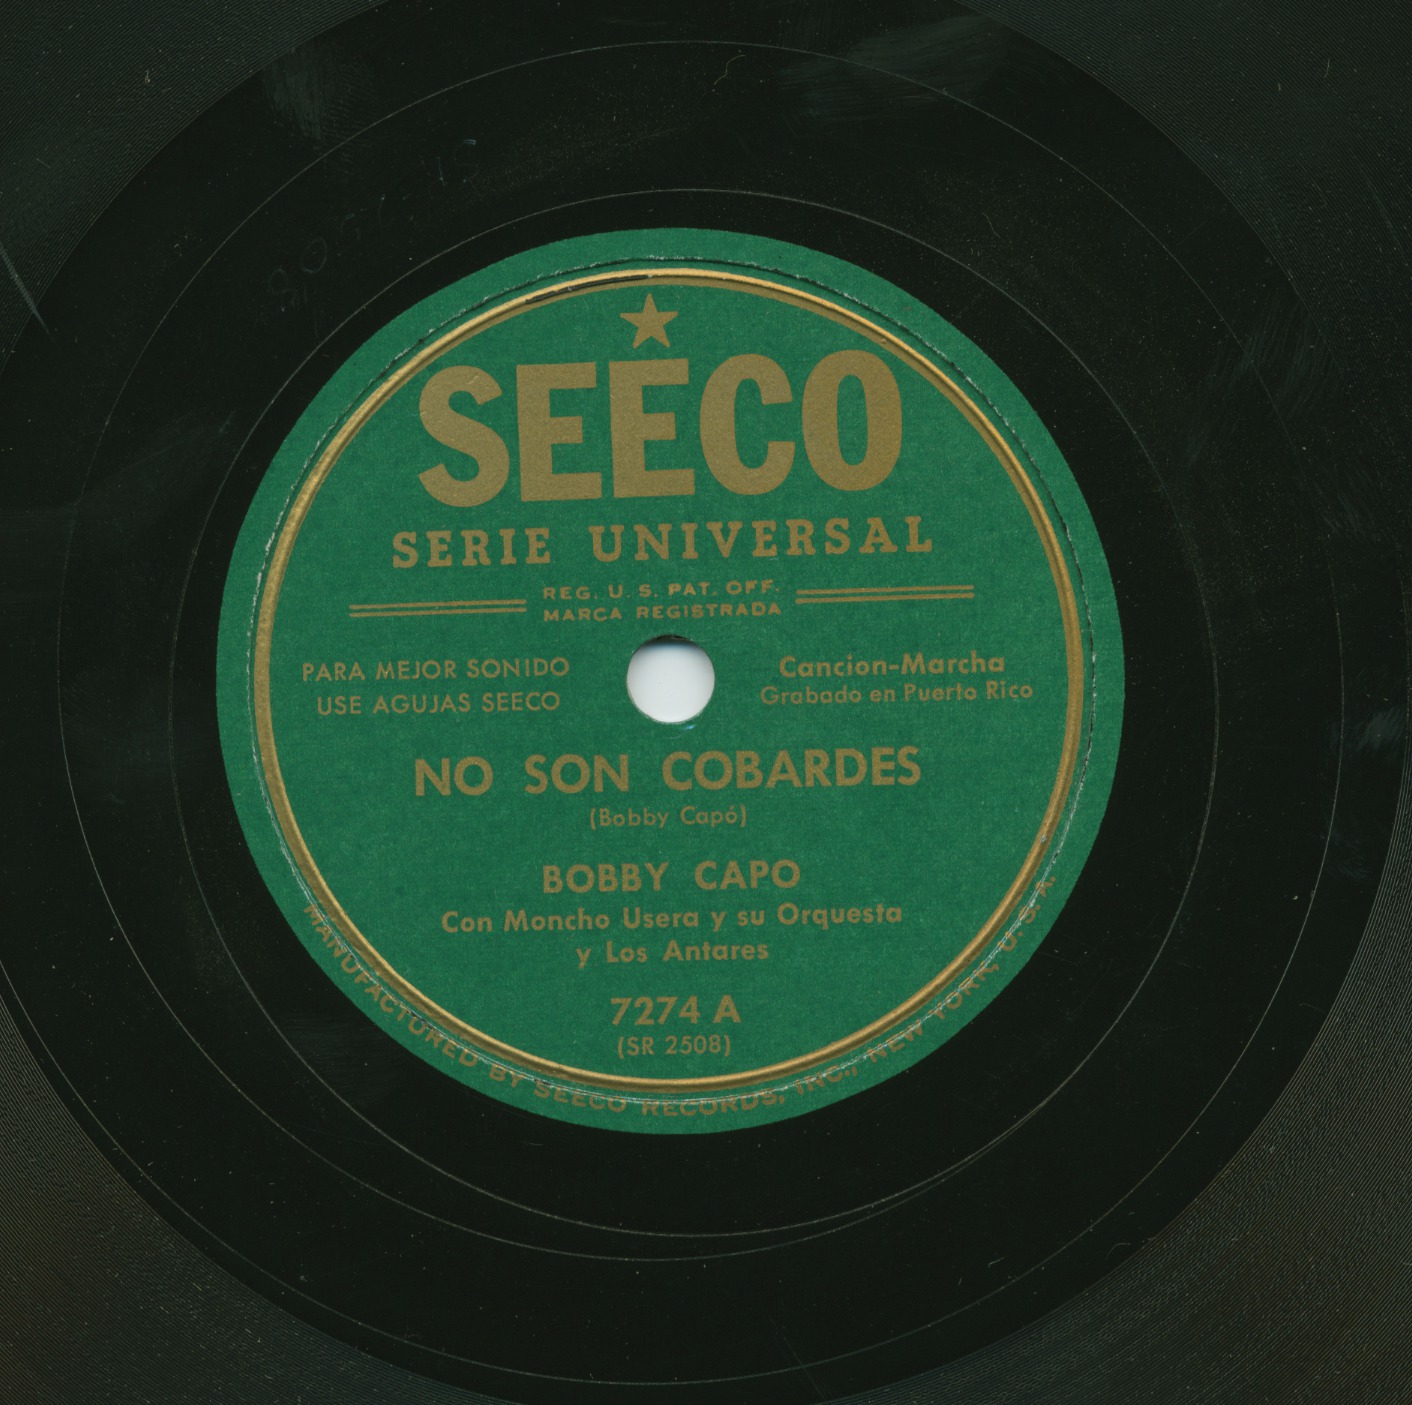 SEECO
SERIE UNIVERSAL
REG. U. S. PAT. OFF.
MARCA REGISTRADA
PARA MEJOR SONIDO
USE AGUJAS SEECO
Cancion-Marcha
Grabado en Puerto Rico
NO SON COBARDES
(Bobby Capó)
BOBBY CAPO
Con Moncho Usera y su Orquesta
y Los Antares
7274 A
(SR 2508)
MANUFACTURED BY SEECO RECORDS, INC., NEW YORK, U. S. A.